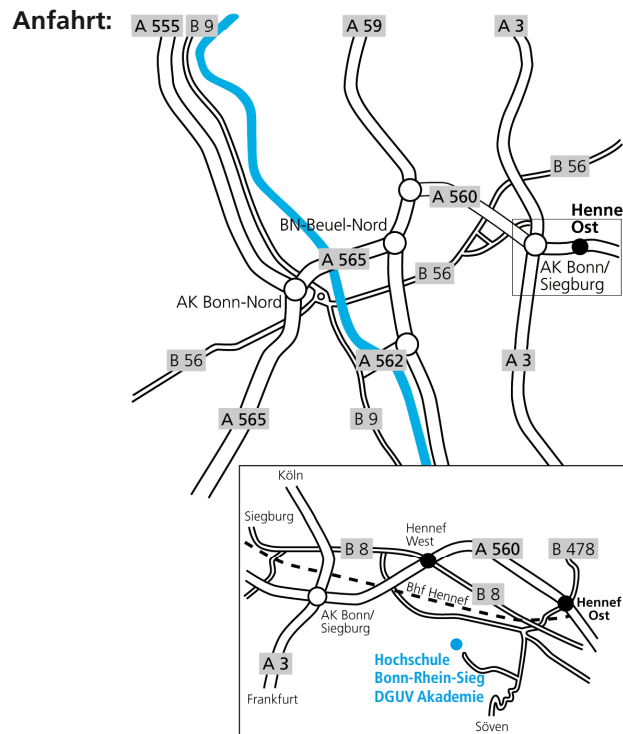 Anfahrt:
A 555
B 9
A 59
A 3
B 56
A 560
BN-Beuel-Nord
Henne
Ost
A 565
B 56
AK Bonn/
Siegburg
AK Bonn-Nord
B 56
A 562
A 3
A 565
B 9
Köln
Siegburg
Hennef
West
B 8
A 560
B 478
Bhf Hennef
B 8
Hennef
Ost
AK Bonn/
Siegburg
Hochschule
Bonn-Rhein-Sieg
DGUV Akademie
A 3
Frankfurt
Söven